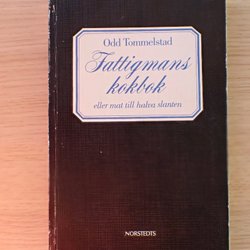 Odd Tommelstad
Fattigmans
kokbok
eller mat till halva slanten
NORSTEDTS